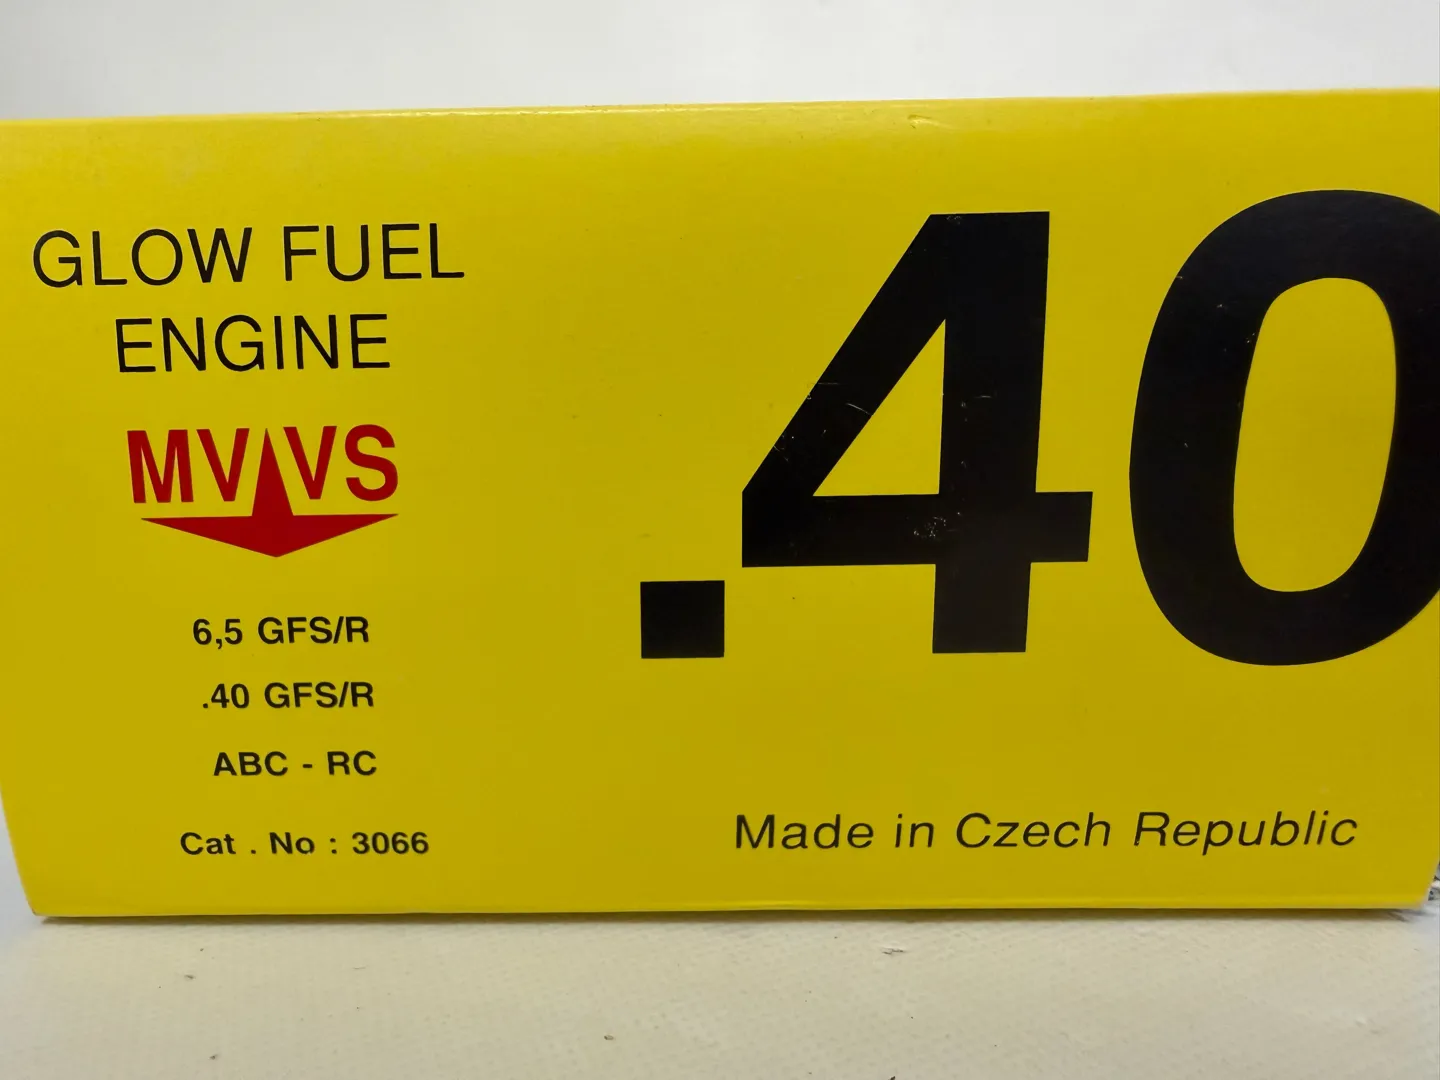 GLOW FUEL
ENGINE
MVVS
6,5 GFS/R
.40 GFS/R
ABC - RC
Cat . No : 3066
.40
Made in Czech Republic